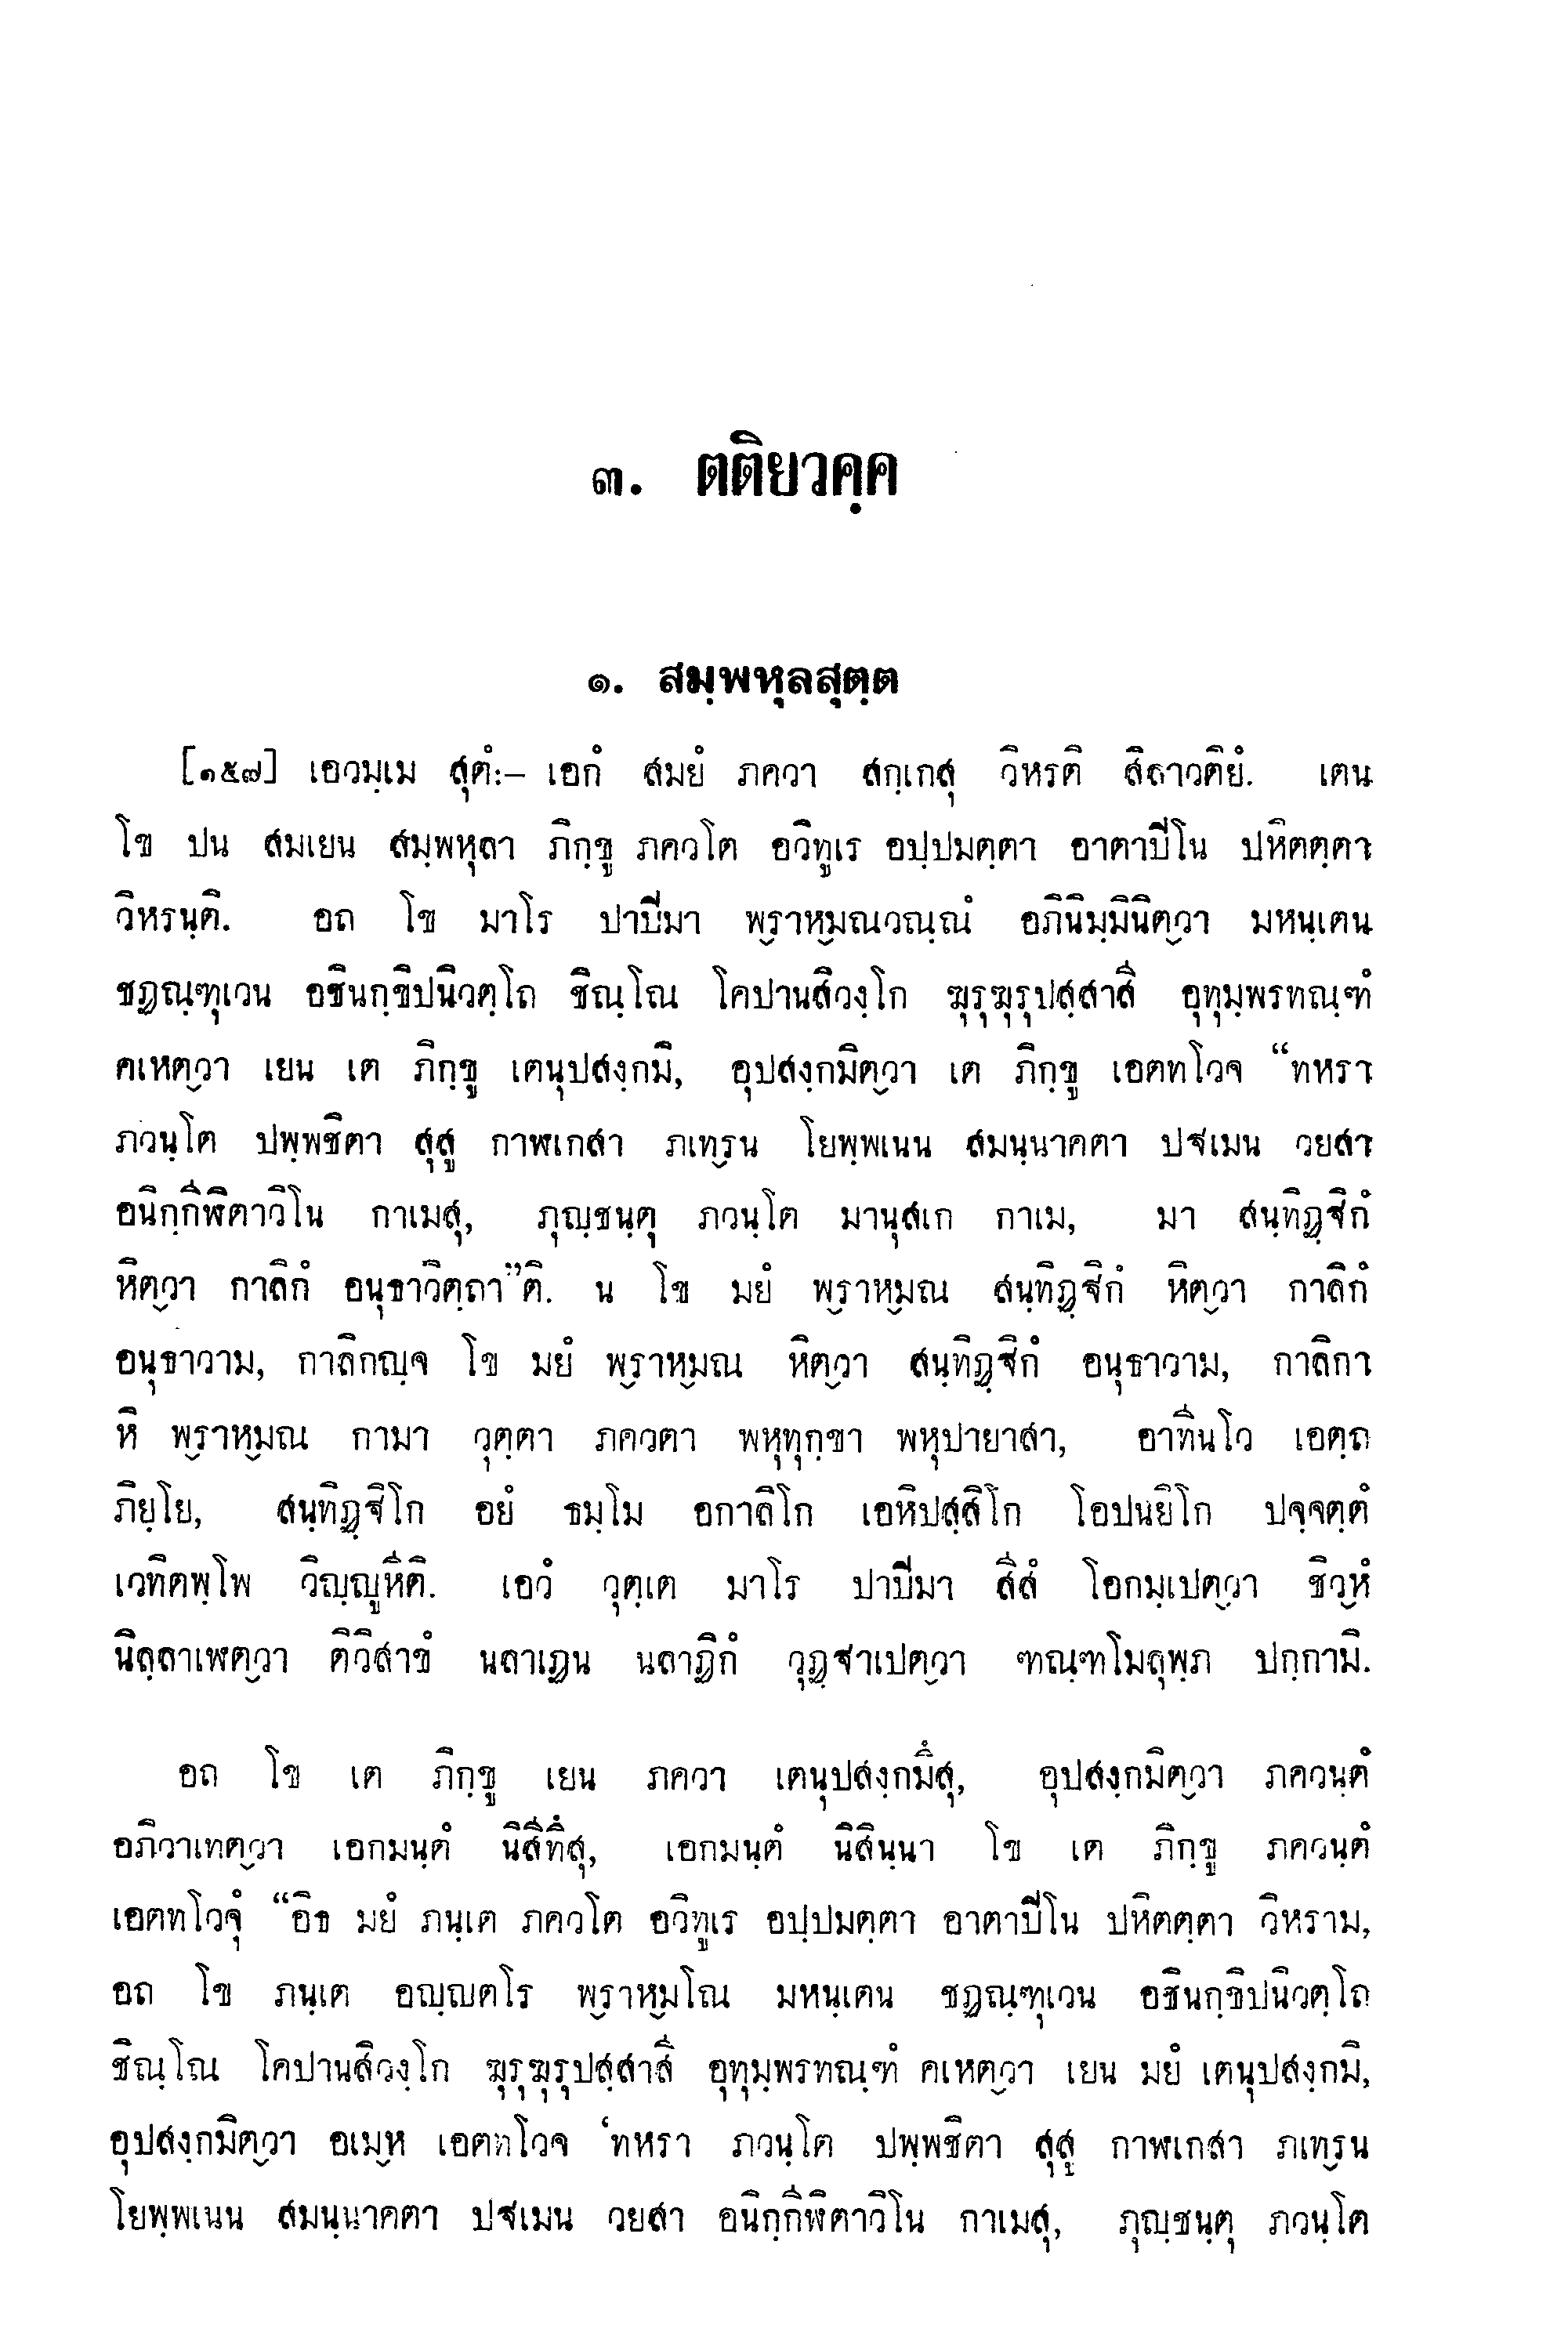 ๓. ตติยวคฺค
๑. สมฺพหุลสุตฺต
[๑๕๗] เอวมฺเม สุตํ:– เอกํ สมยํ ภควา สกฺเกสุ วิหรติ สิลาวติยํ. เตน
โข ปน สมเยน สมฺพหุลา ภิกฺขู ภควโต อวิทูเร อปฺปมตฺตา อาตาปิโน ปหิตตฺตา
วิหรนฺติ. อถ โข มาโร ปาปิมา พฺราหฺมณวณฺณํ อภินิมฺมินิตฺวา มหนฺเตน
ชฏณฺฑุเวน อชินกฺขิปนิวตฺโถ ชิณฺโณ โคปานสิวงฺโก ฆุรุฆุรุปสฺสาสี อุทุมฺพรทณฺฑํ
คเหตฺวา เยน เต ภิกฺขู เตนุปสงฺกมิ, อุปสงฺกมิตฺวา เต ภิกฺขู เอตทโวจ “ทหรา
ภวนฺโต ปพฺพชิตา สุสู กาฬเกสา ภเทฺรน โยพฺพเนน สมนฺนาคตา ปฐเมน วยสา
อนิกฺกีฬิตาวิโน กาเมสุ, ภุญฺชนฺตุ ภวนฺโต มานุสเก กาเม, มา สนฺทิฏฺฐิกํ
หิตฺวา กาลิกํ อนุธาวิตฺถา”ติ. น โข มยํ พฺราหฺมณ สนฺทิฏฺฐิกํ หิตฺวา กาลิกํ
อนุธาวาม, กาลิกญฺจ โข มยํ พฺราหฺมณ หิตฺวา สนฺทิฏฺฐิกํ อนุธาวาม, กาลิกา
หิ พฺราหฺมณ กามา วุตฺตา ภควตา พหุทุกฺขา พหุปายาสา, อาทีนโว เอตฺถ
ภิยฺโย, สนฺทิฏฺฐิโก อยํ ธมฺโม อกาลิโก เอหิปสฺสิโก โอปนยิโก ปจฺจตฺตํ
เวทิตพฺโพ วิญฺญูหีติ. เอวํ วุตฺเต มาโร ปาปิมา สีสํ โอกมฺเปตฺวา ชิวฺหํ
นิลฺลาเฬตฺวา ติวิสาขํ นลาเฏน นลาฏิกํ วุฏฺฐาเปตฺวา ฑณฺฑโมลุพฺภ ปกฺกามิ.
อถ โข เต ภิกฺขู เยน ภควา เตนุปสงฺกมึสุ, อุปสงฺกมิตฺวา ภควนฺตํ
อภิวาเทตฺวา เอกมนฺตํ นิสีทึสุ, เอกมนฺตํ นิสินฺนา โข เต ภิกฺขู ภควนฺตํ
เอตทโวจุํ “อิธ มยํ ภนฺเต ภควโต อวิทูเร อปฺปมตฺตา อาตาปิโน ปหิตตฺตา วิหราม,
อถ โข ภนฺเต อญฺญตโร พฺราหฺมโณ มหนฺเตน ชฏณฺฑุเวน อชินกฺขิปนิวตฺโถ
ชิณฺโณ โคปานสิวงฺโก ฆุรุฆุรุปสฺสาสี อุทุมฺพรทณฺฑํ คเหตฺวา เยน มยํ เตนุปสงฺกมิ,
อุปสงฺกมิตฺวา อเมฺห เอตทโวจ ‘ทหรา ภวนฺโต ปพฺพชิตา สุสู กาฬเกสา ภเทฺรน
โยพฺพเนน สมนฺนาคตา ปฐเมน วยสา อนิกฺกีฬิตาวิโน กาเมสุ, ภุญฺชนฺตุ ภวนฺโต